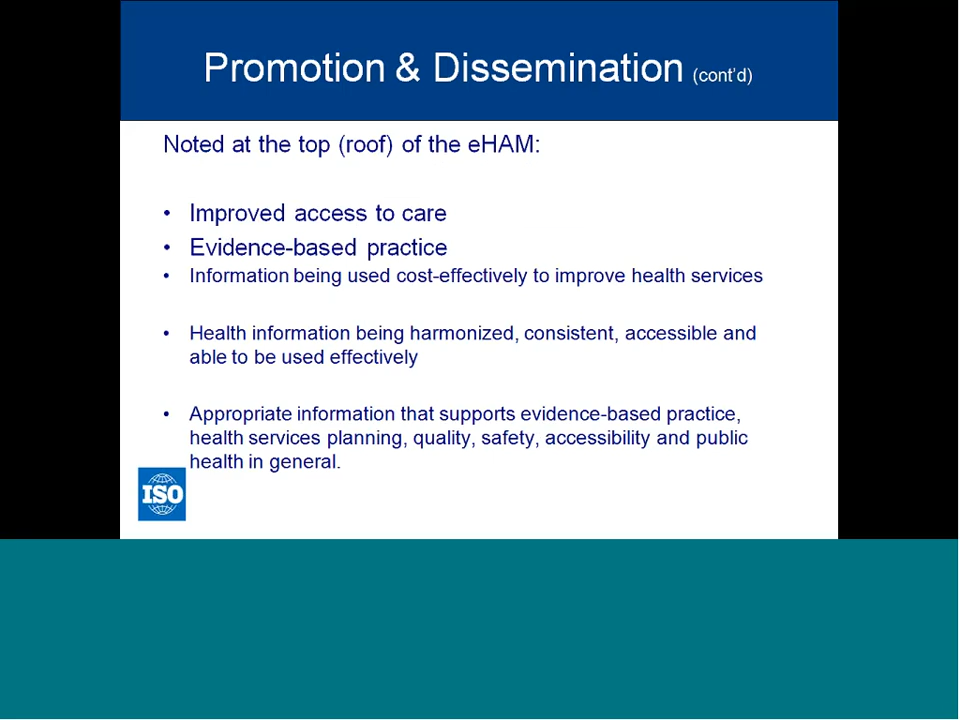 Promotion & Dissemination (cont'd)
Noted at the top (roof) of the eHAM:
• Improved access to care
• Evidence-based practice
• Information being used cost-effectively to improve health services
• Health information being harmonized, consistent, accessible and
able to be used effectively
• Appropriate information that supports evidence-based practice,
health services planning, quality, safety, accessibility and public
health in general.
ISO